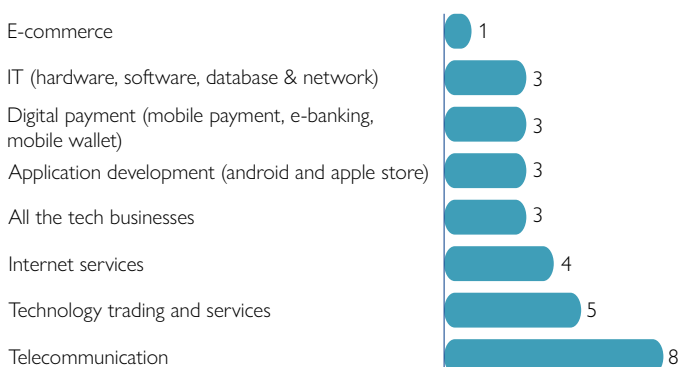 E-commerce 1
IT (hardware, software, database & network) 3
Digital payment (mobile payment, e-banking,
mobile wallet) 3
Application development (android and apple store) 3
All the tech businesses 3
Internet services 4
Technology trading and services 5
Telecommunication 8